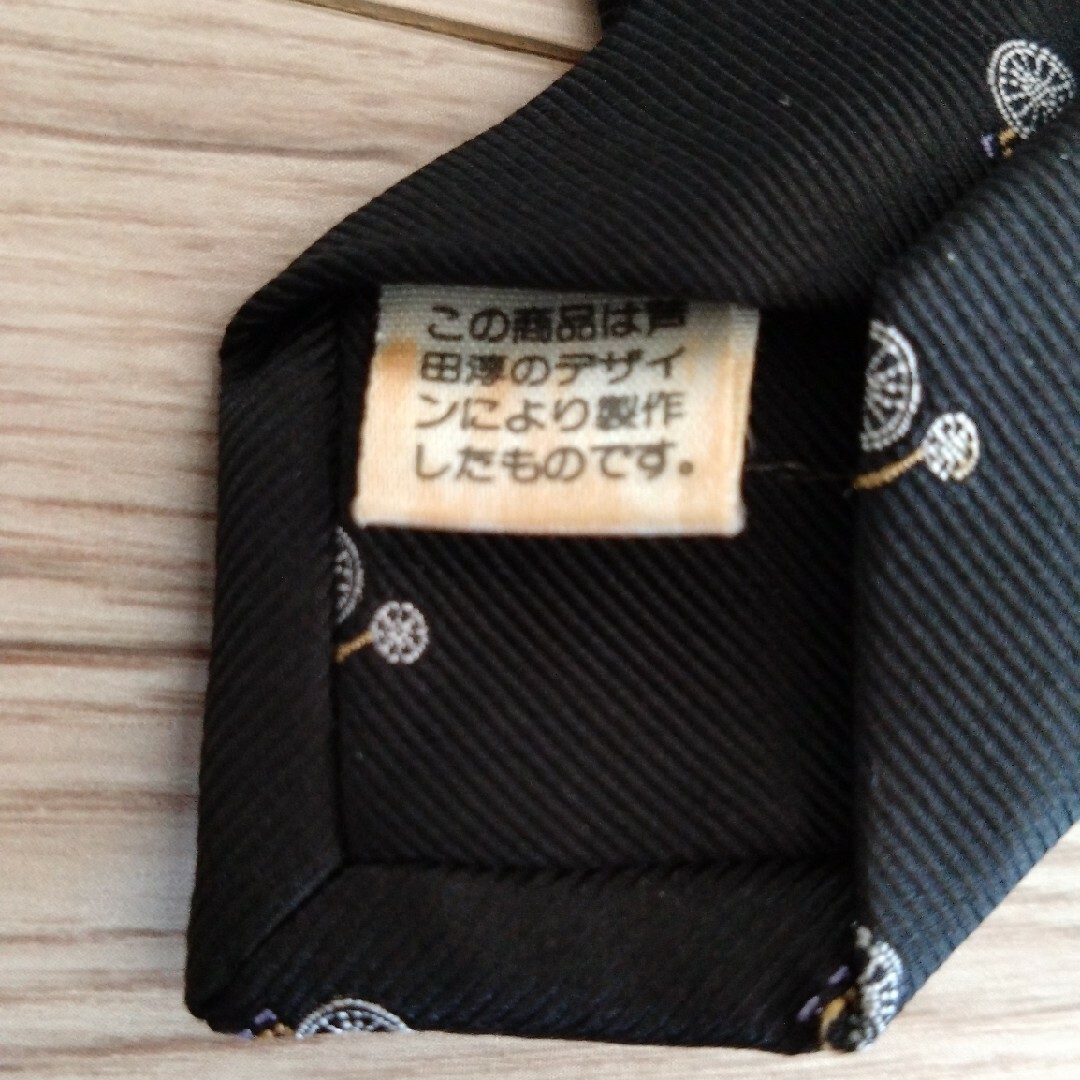 この商品は芦
田淳のデザイ
ンにより製作
したものです。